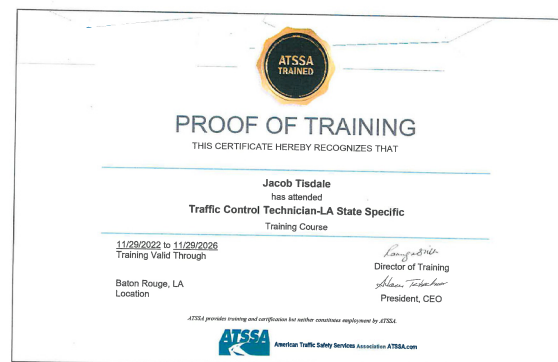 ATSSA
TRAINED
PROOF OF TRAINING
THIS CERTIFICATE HEREBY RECOGNIZES THAT
Jacob Tisdale
has attended
Traffic Control Technician-LA State Specific
Training Course
11/29/2022 to 11/29/2026
Training Valid Through
Director of Training
Baton Rouge, LA
Location
President, CEO
ATSSA provides training and certification but neither constitutes employment by ATSSA.
ATSSA
American Traffic Safety Services Association ATSSA.com